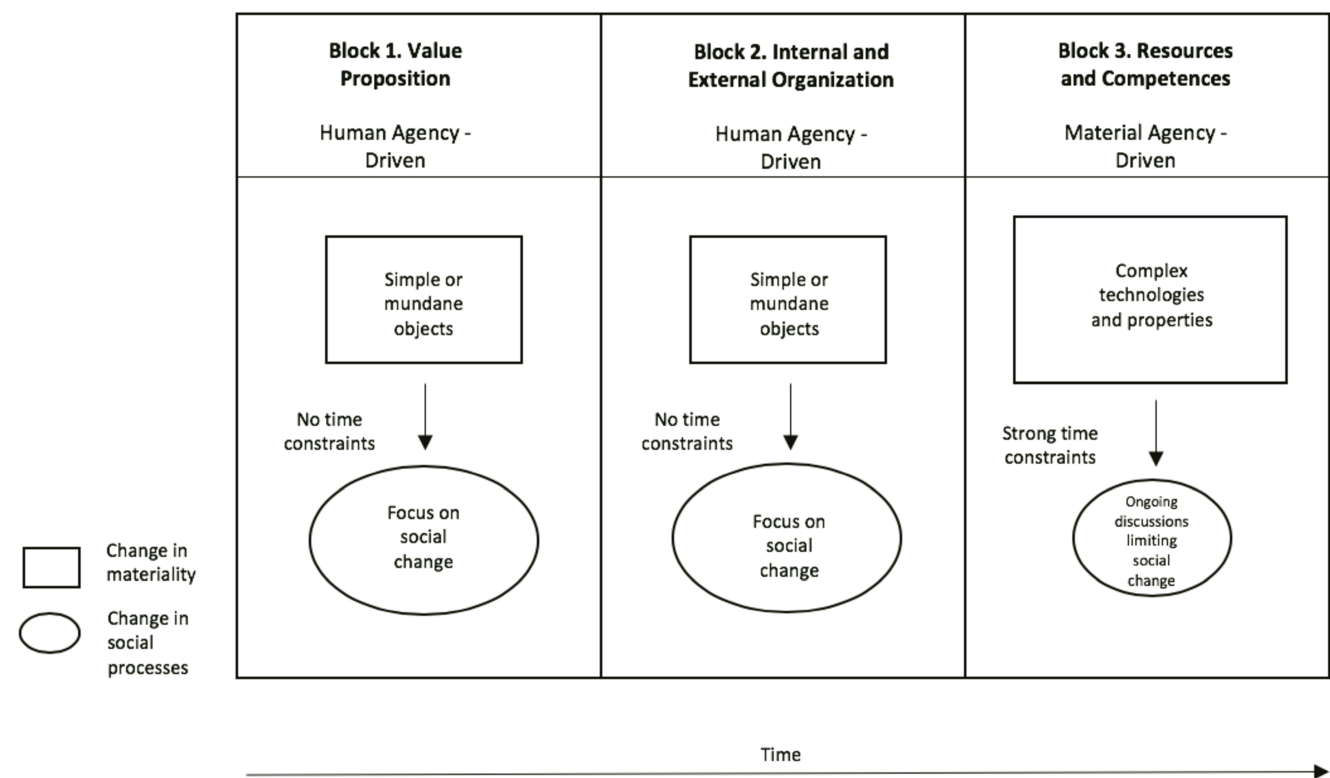 Block 1. Value
Proposition
Human Agency -
Driven
Block 2. Internal and
External Organization
Human Agency -
Driven
Block 3. Resources
and Competences
Material Agency -
Driven
Simple or
mundane
objects
No time
constraints
Focus on
social
change
Simple or
mundane
objects
No time
constraints
Focus on
social
change
Complex
technologies
and properties
Strong time
constraints
Ongoing
discussions
limiting
social
change
Change in
materiality
Change in
social
processes
Time